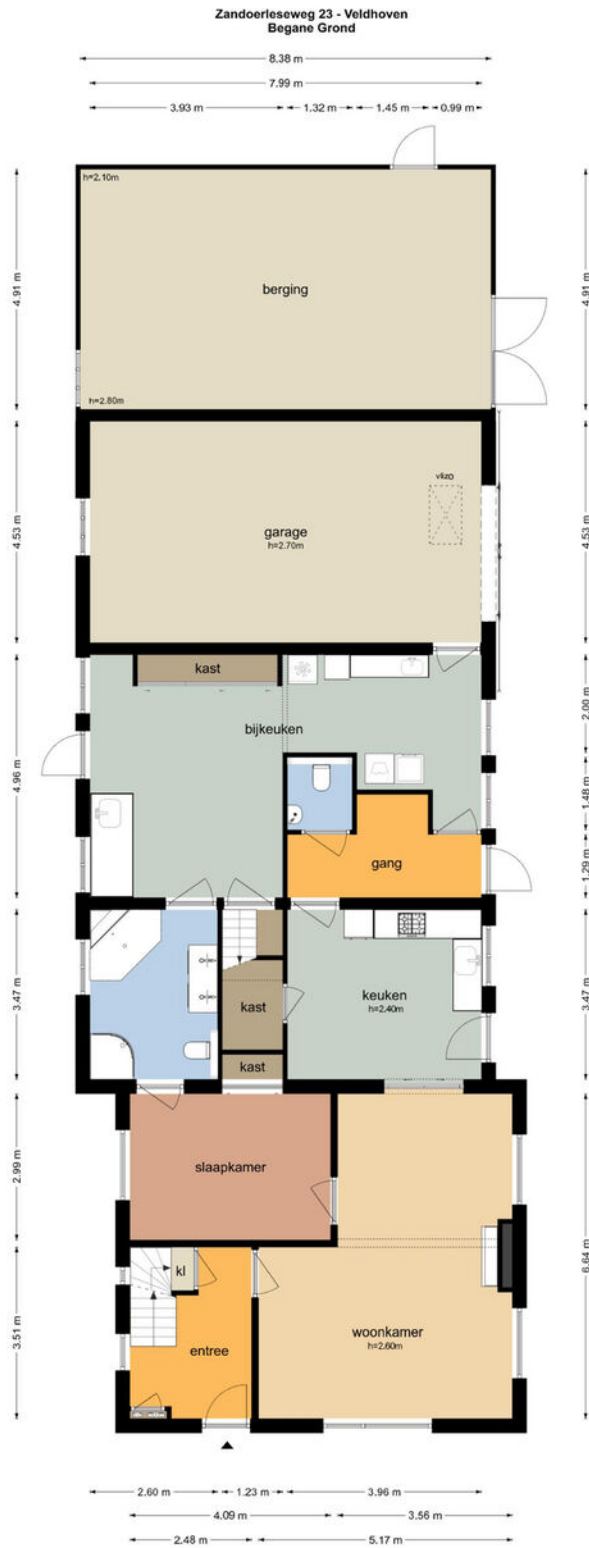 Zandoerleseweg 23 - Veldhoven
Begane Grond
8.38 m
7.99 m
3.93 m
1.32 m
1.45 m
0.99 m
h=2.10m
berging
4.91 m
4.91 m
h=2.80m
vlizo
garage
h=2.70m
4.53 m
4.53 m
kast
bijkeuken
2.00 m
4.96 m
1.48 m
gang
1.29 m
keuken
h=2.40m
kast
3.47 m
3.47 m
kast
slaapkamer
2.99 m
6.64 m
kl
woonkamer
h=2.60m
entree
3.51 m
2.60 m
1.23 m
3.96 m
4.09 m
3.56 m
2.48 m
5.17 m